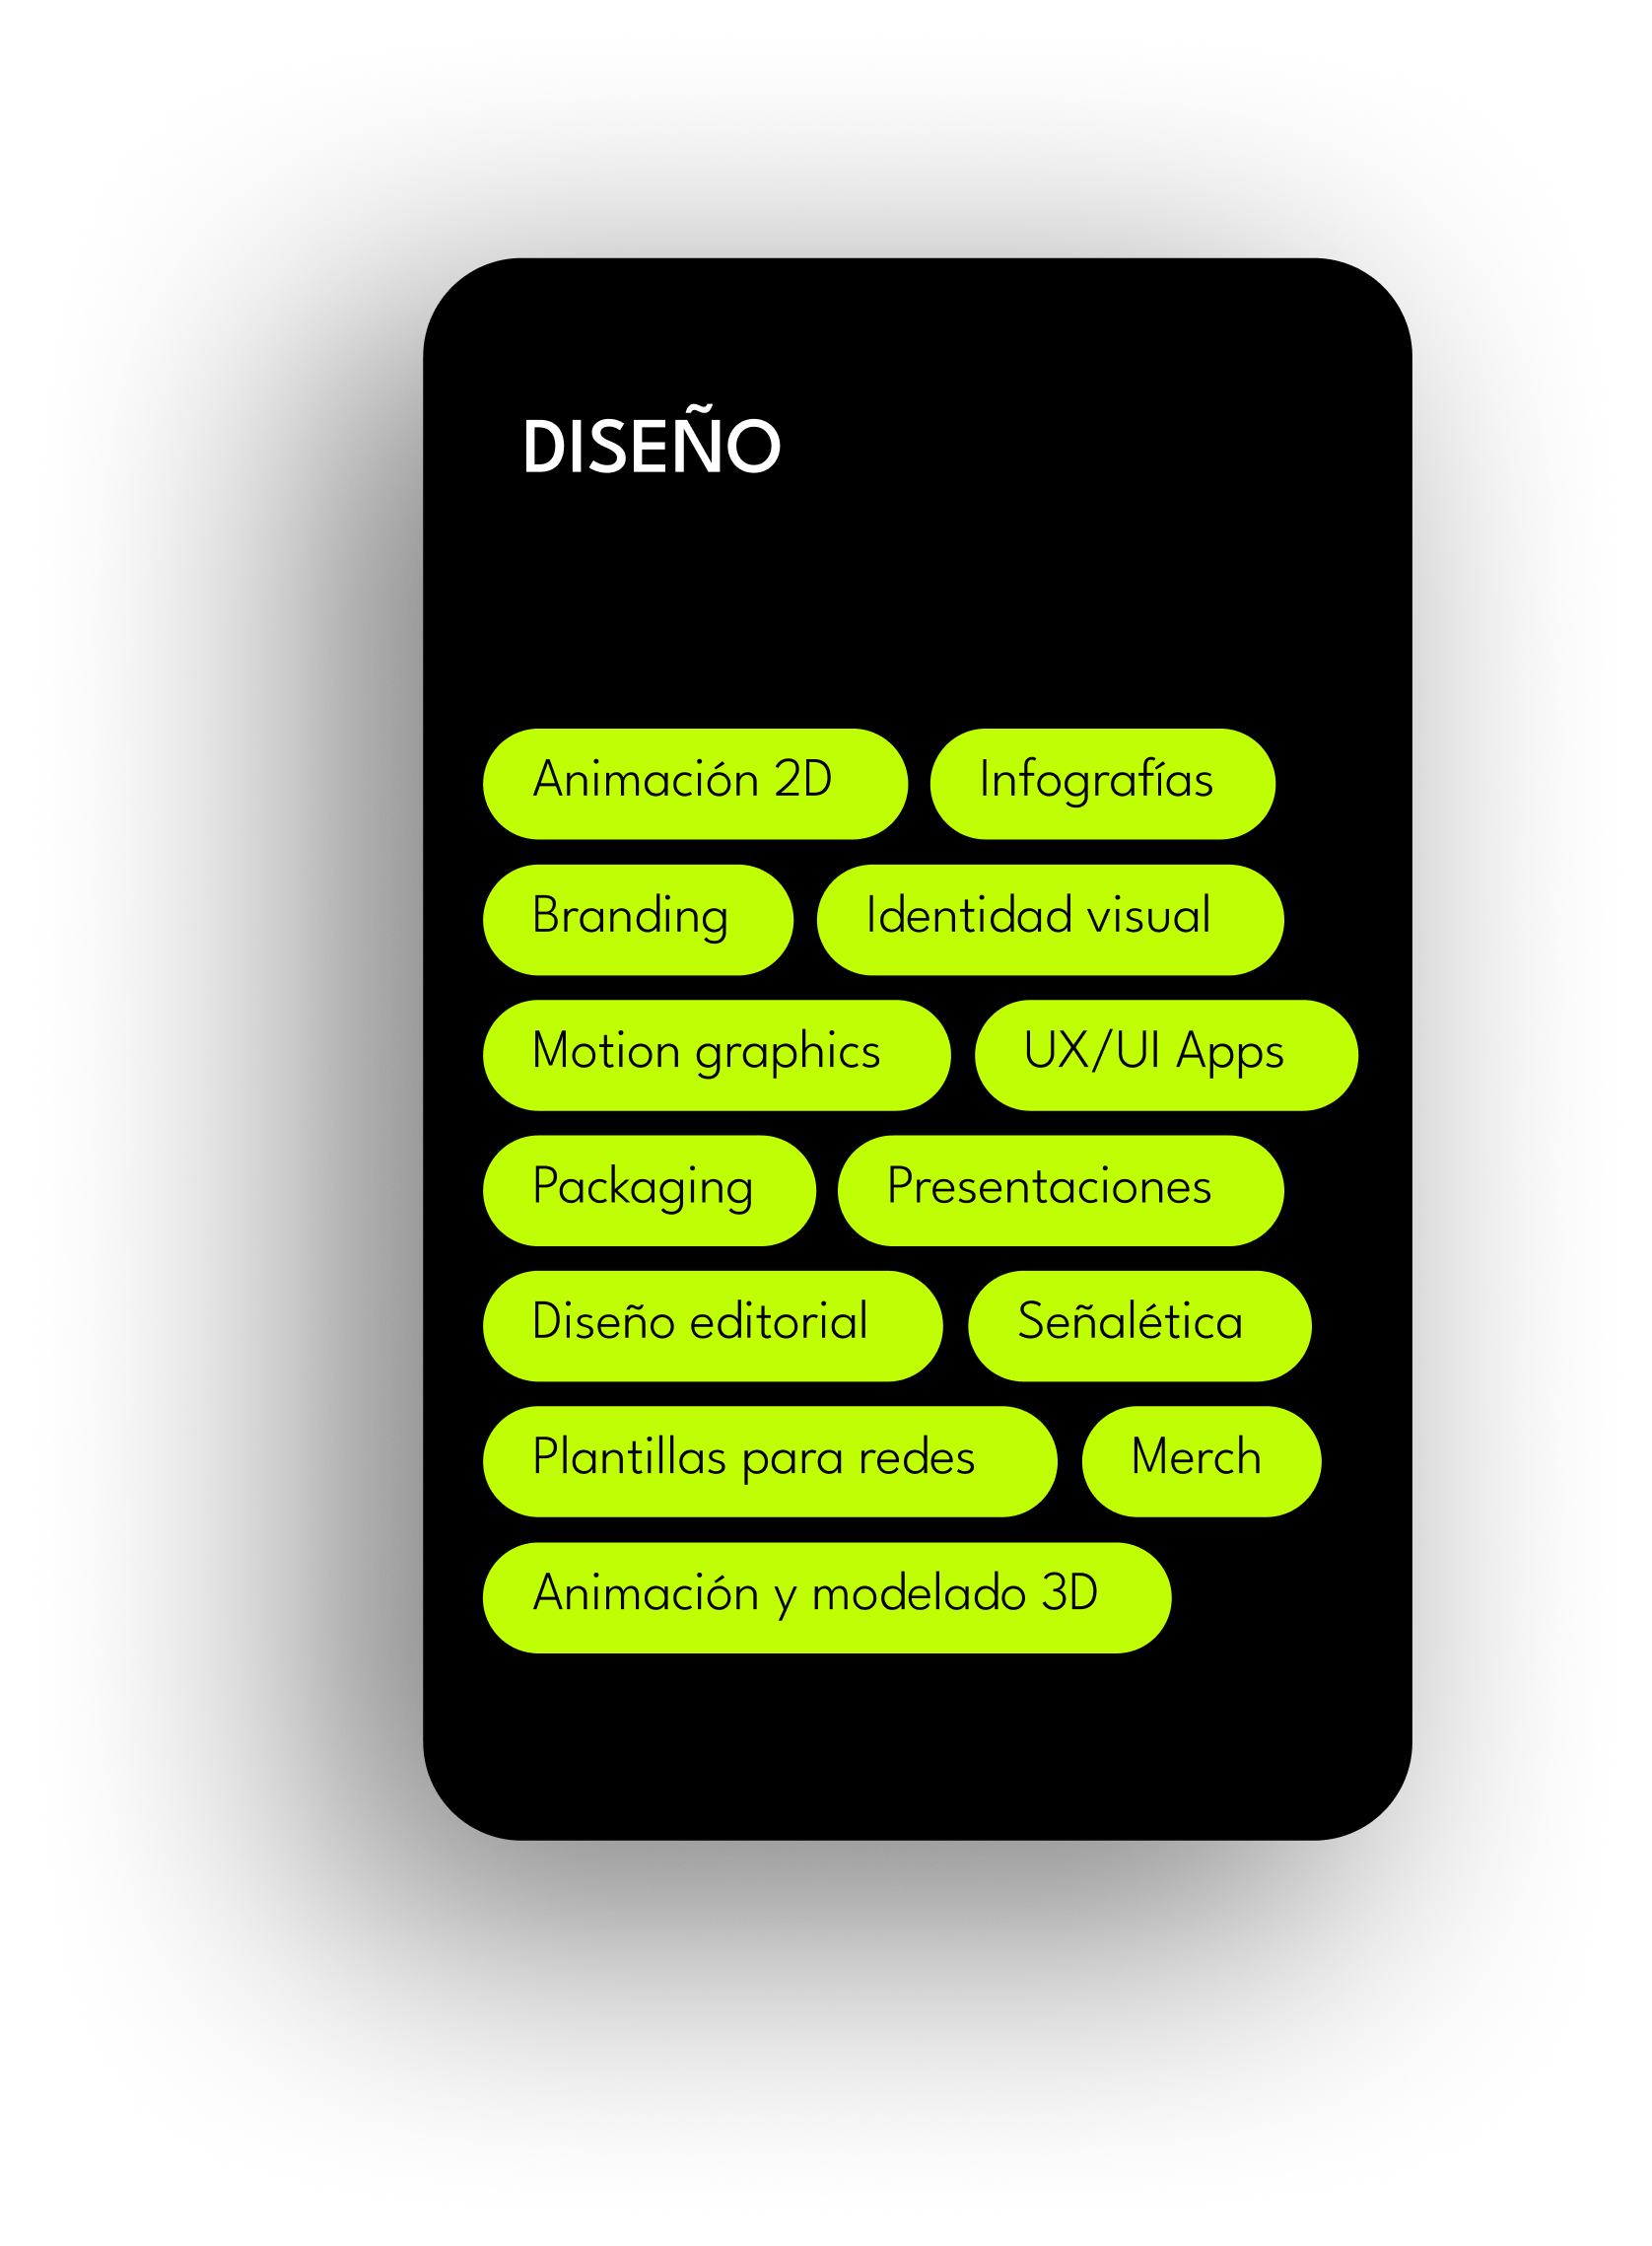 DISEÑO
Animación 2D Infografías
Branding Identidad visual
Motion graphics UX/UI Apps
Packaging Presentaciones
Diseño editorial Señalética
Plantillas para redes Merch
Animación y modelado 3D